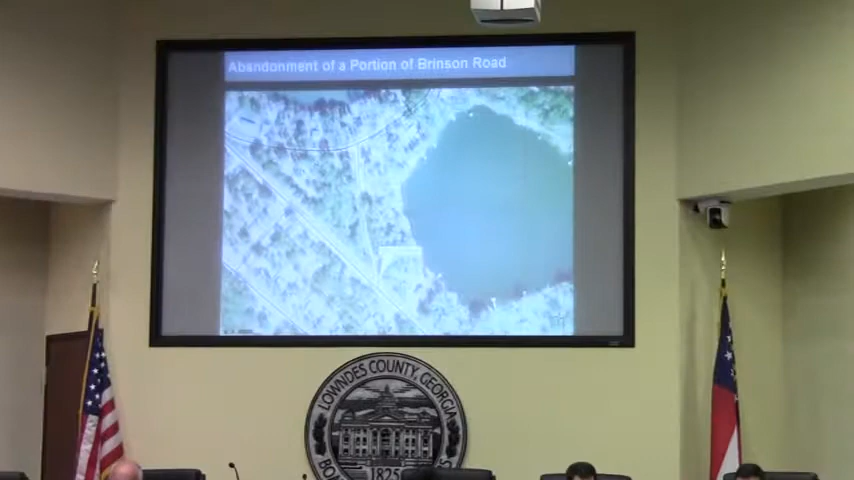 Abandonment of a Portion of Brinson Road
LOWNDES COUNTY, GEORGIA
1825